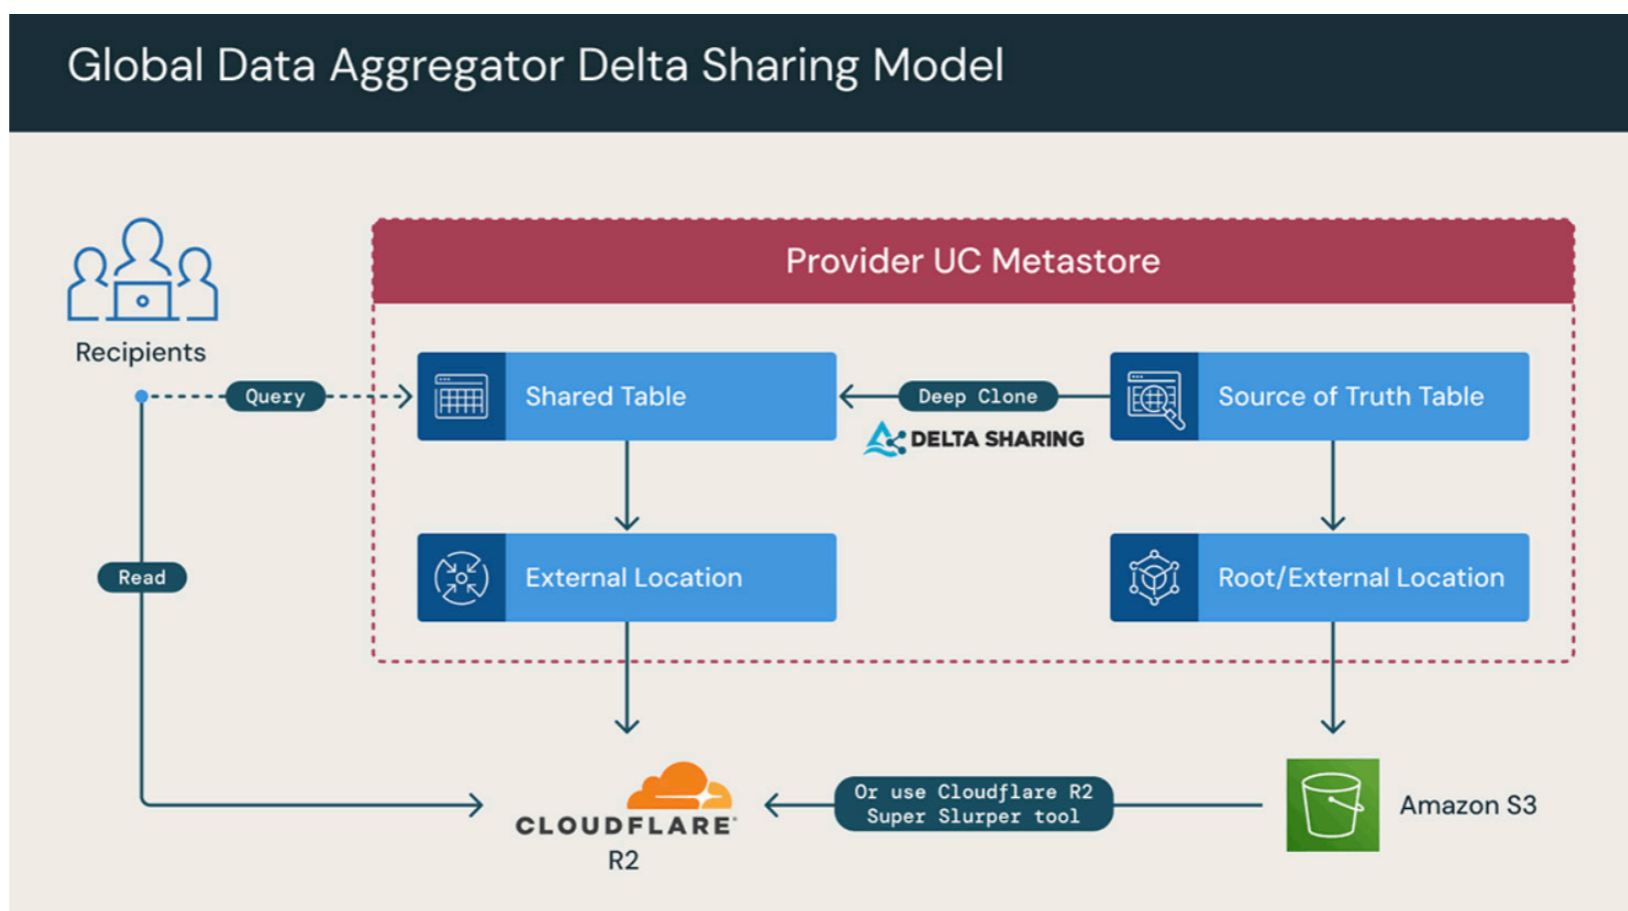 Global Data Aggregator Delta Sharing Model
Provider UC Metastore
Recipients
Query
Shared Table
Deep Clone
DELTA SHARING
Source of Truth Table
Read
External Location
Root/External Location
CLOUDFLARE
R2
Or use Cloudflare R2
Super Slurper tool
Amazon S3